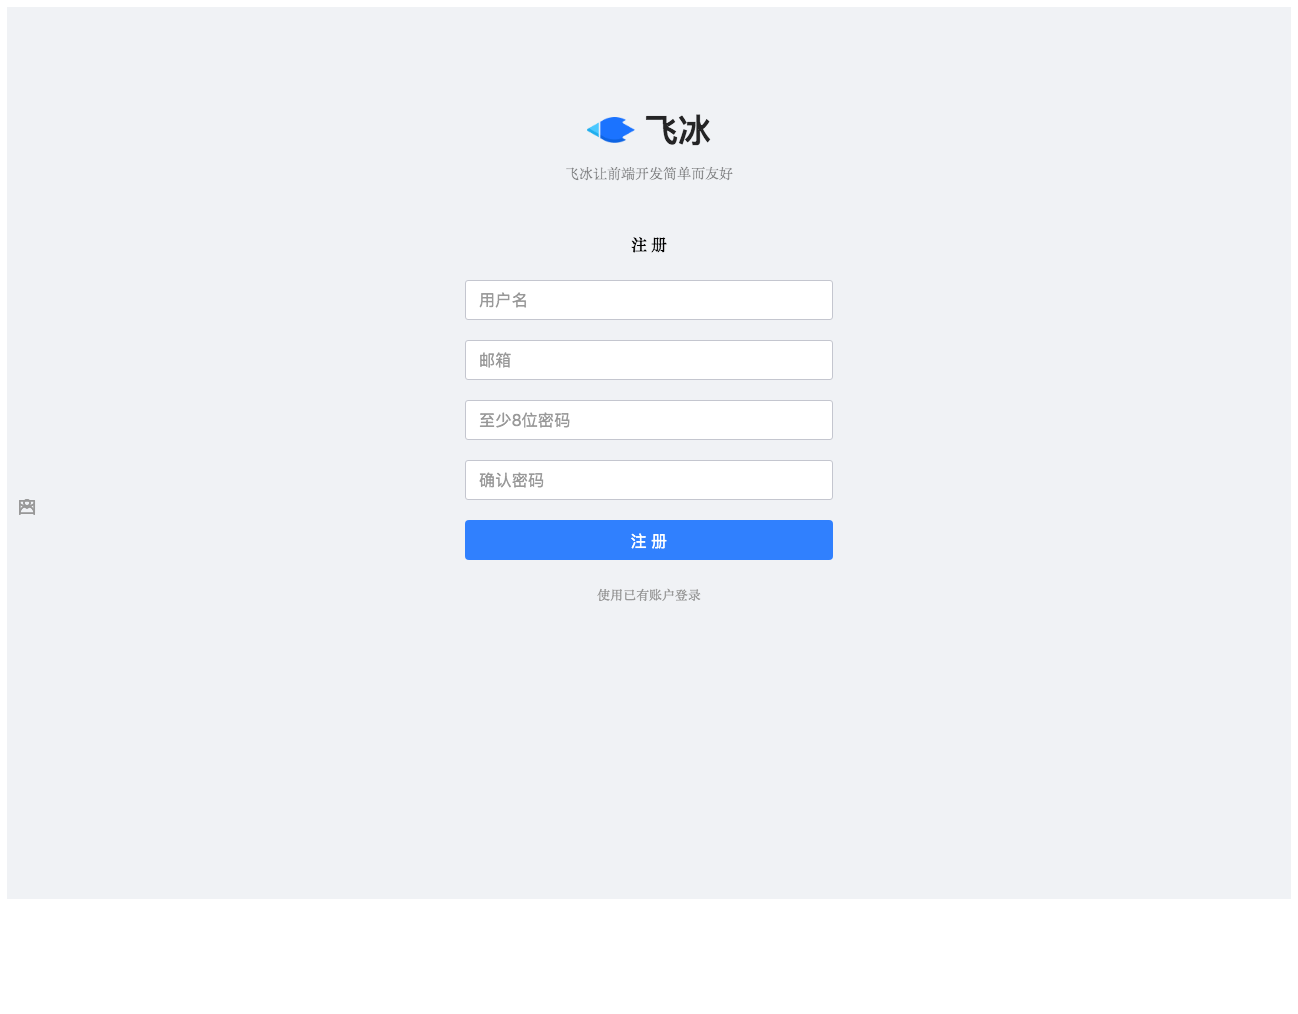 飞冰
飞冰让前端开发简单而友好
注 册
用户名
邮箱
至少8位密码
确认密码
注 册
使用已有账户登录